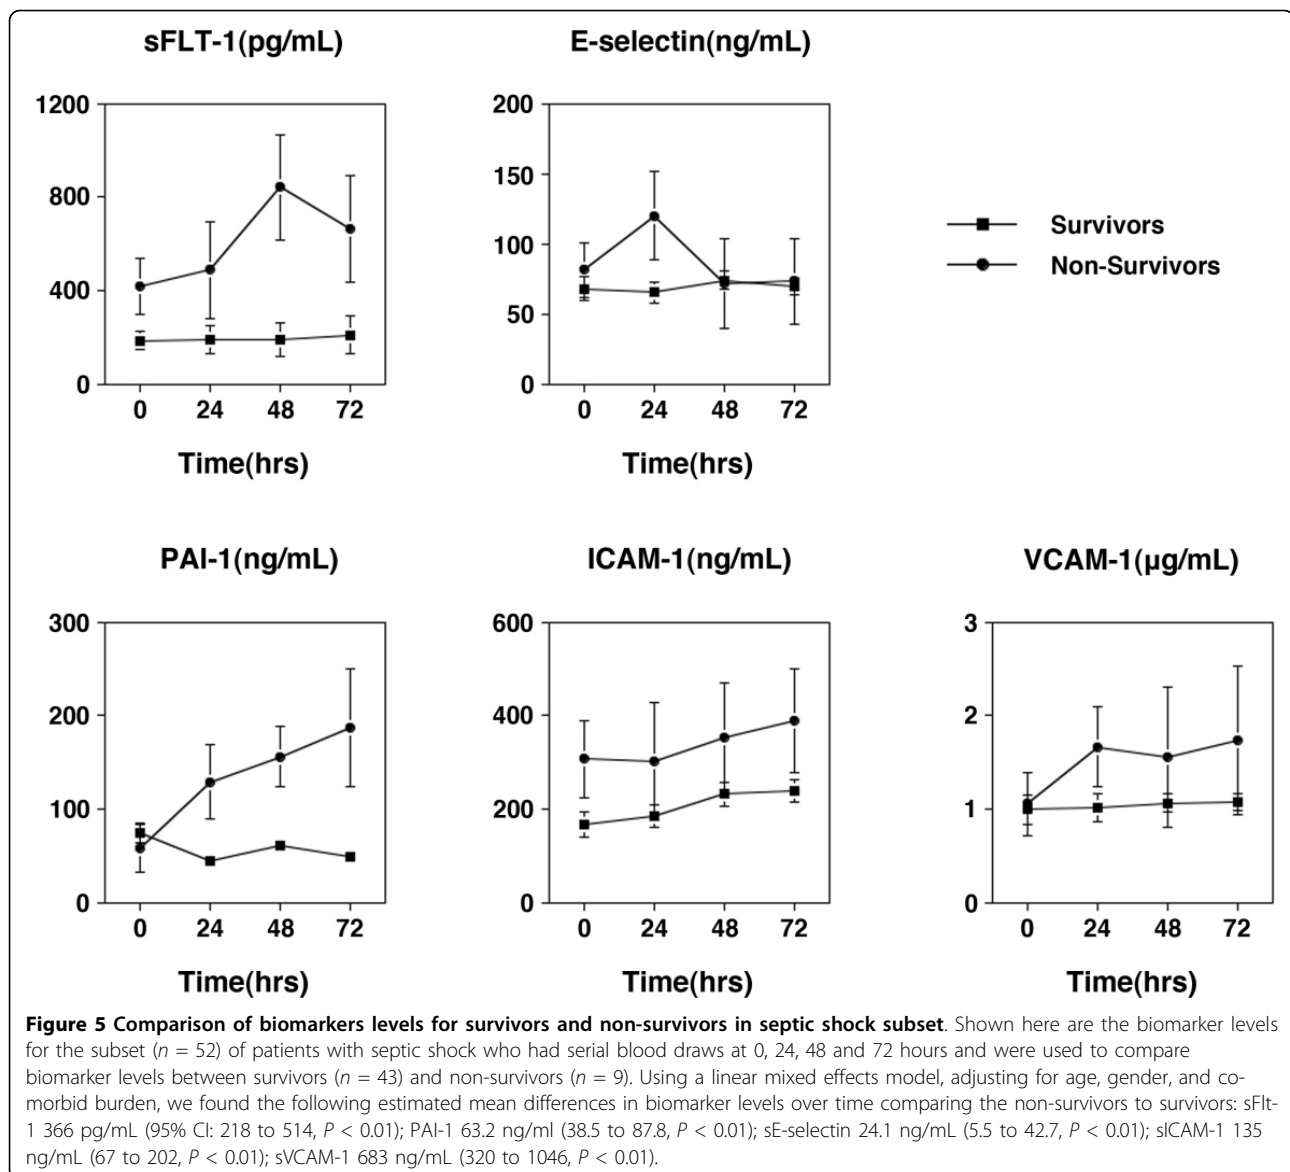 sFLT-1(pg/mL)
1200
800
400
0
0 24 48 72
Time(hrs)
E-selectin(ng/mL)
200
150
100
50
0
0 24 48 72
Time(hrs)
Survivors
Non-Survivors
PAI-1(ng/mL)
300
200
100
0
0 24 48 72
Time(hrs)
ICAM-1(ng/mL)
600
400
200
0
0 24 48 72
Time(hrs)
VCAM-1(µg/mL)
3
2
1
0
0 24 48 72
Time(hrs)
Figure 5 Comparison of biomarkers levels for survivors and non-survivors in septic shock subset. Shown here are the biomarker levels
for the subset (n = 52) of patients with septic shock who had serial blood draws at 0, 24, 48 and 72 hours and were used to compare
biomarker levels between survivors (n = 43) and non-survivors (n = 9). Using a linear mixed effects model, adjusting for age, gender, and co-
morbid burden, we found the following estimated mean differences in biomarker levels over time comparing the non-survivors to survivors: sFlt-
1 366 pg/mL (95% CI: 218 to 514, P < 0.01); PAI-1 63.2 ng/ml (38.5 to 87.8, P < 0.01); sE-selectin 24.1 ng/mL (5.5 to 42.7, P < 0.01); sICAM-1 135
ng/mL (67 to 202, P < 0.01); sVCAM-1 683 ng/mL (320 to 1046, P < 0.01).